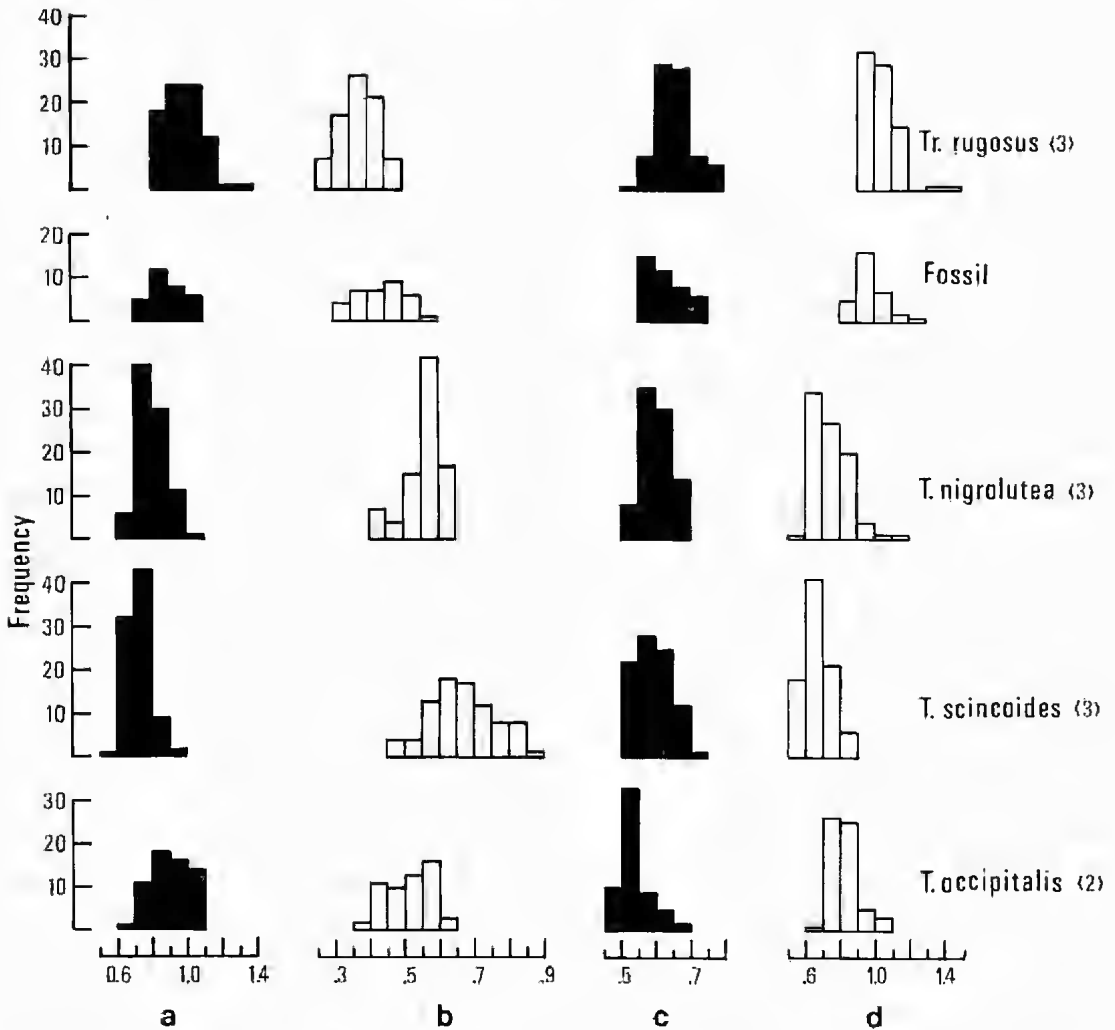 40
30
20
10
Tr. rugosus (3)
20
10
Fossil
40
30
20
10
T. nigrolutea (3)
Frequency
40
30
20
10
T. scincoides (3)
30
20
10
T. occipitalis (2)
0.6 1.0 1.4
.3 .5 .7 .9
.5 .7
.6 1.0 1.4
a b c d